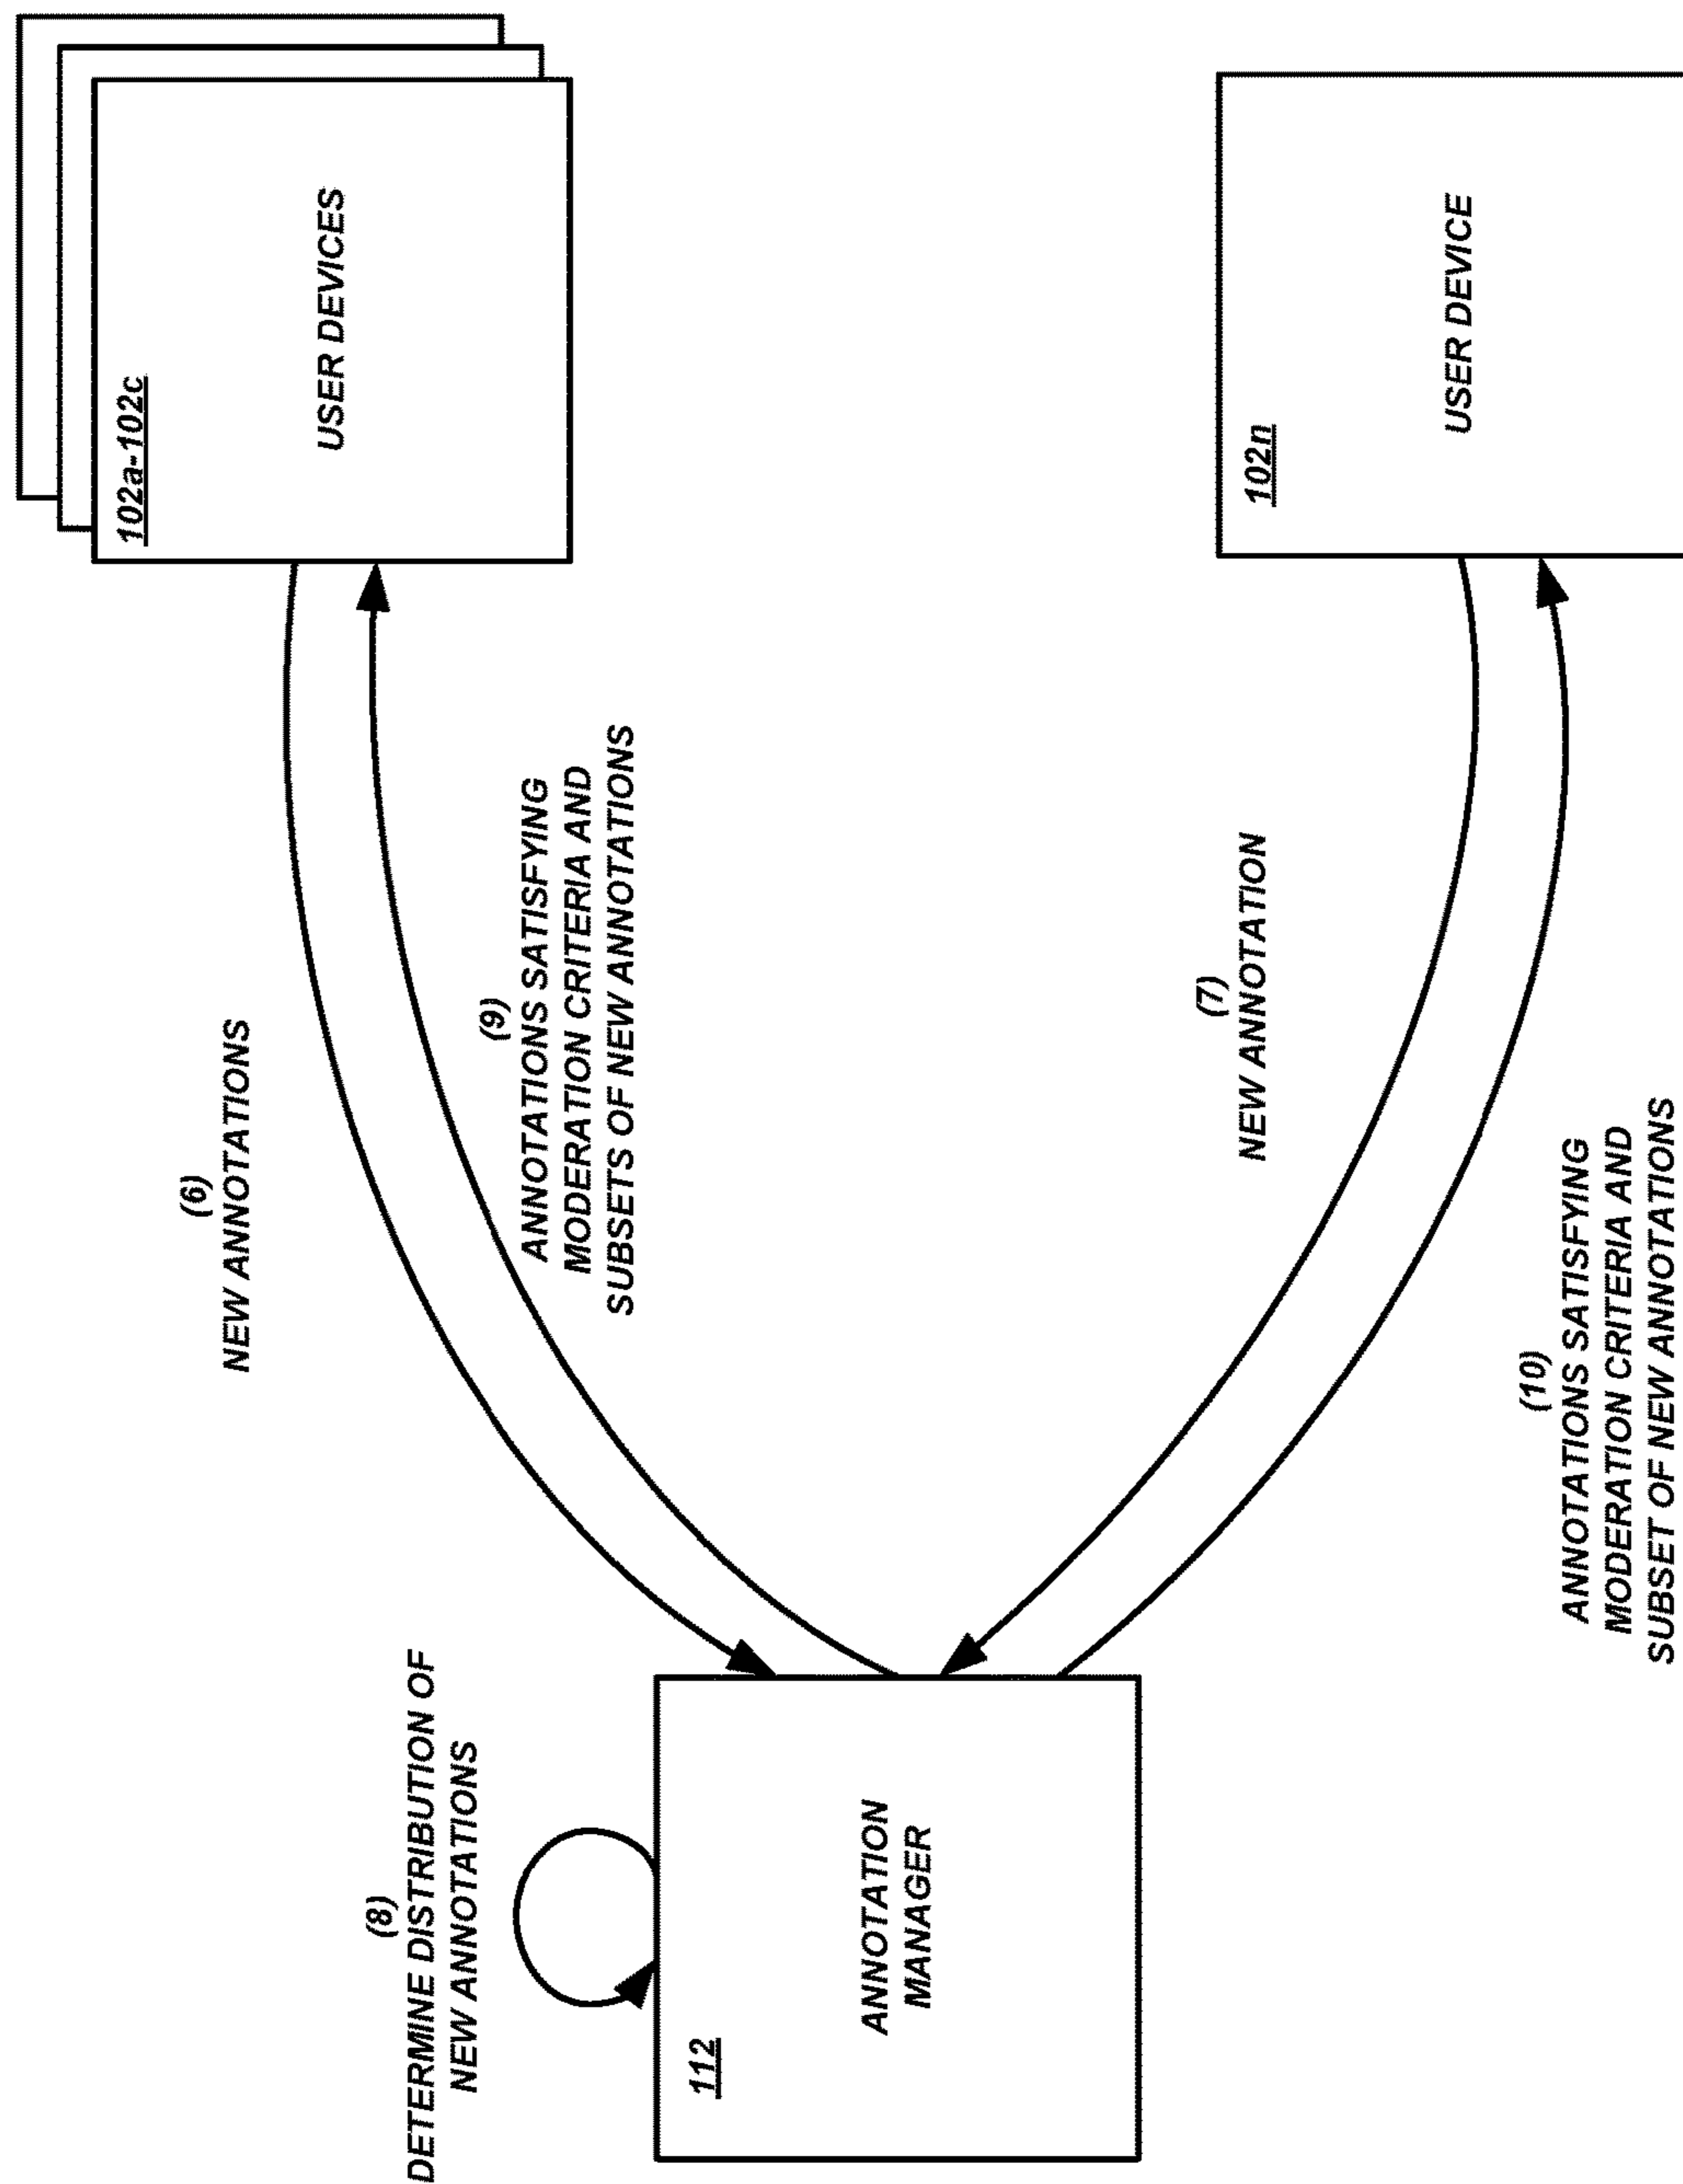 (8)
DETERMINE DISTRIBUTION OF
NEW ANNOTATIONS
112
ANNOTATION
MANAGER
(6)
NEW ANNOTATIONS
(9)
ANNOTATIONS SATISFYING
MODERATION CRITERIA AND
SUBSETS OF NEW ANNOTATIONS
102a-102c
USER DEVICES
(7)
NEW ANNOTATION
(10)
ANNOTATIONS SATISFYING
MODERATION CRITERIA AND
SUBSET OF NEW ANNOTATIONS
102n
USER DEVICE